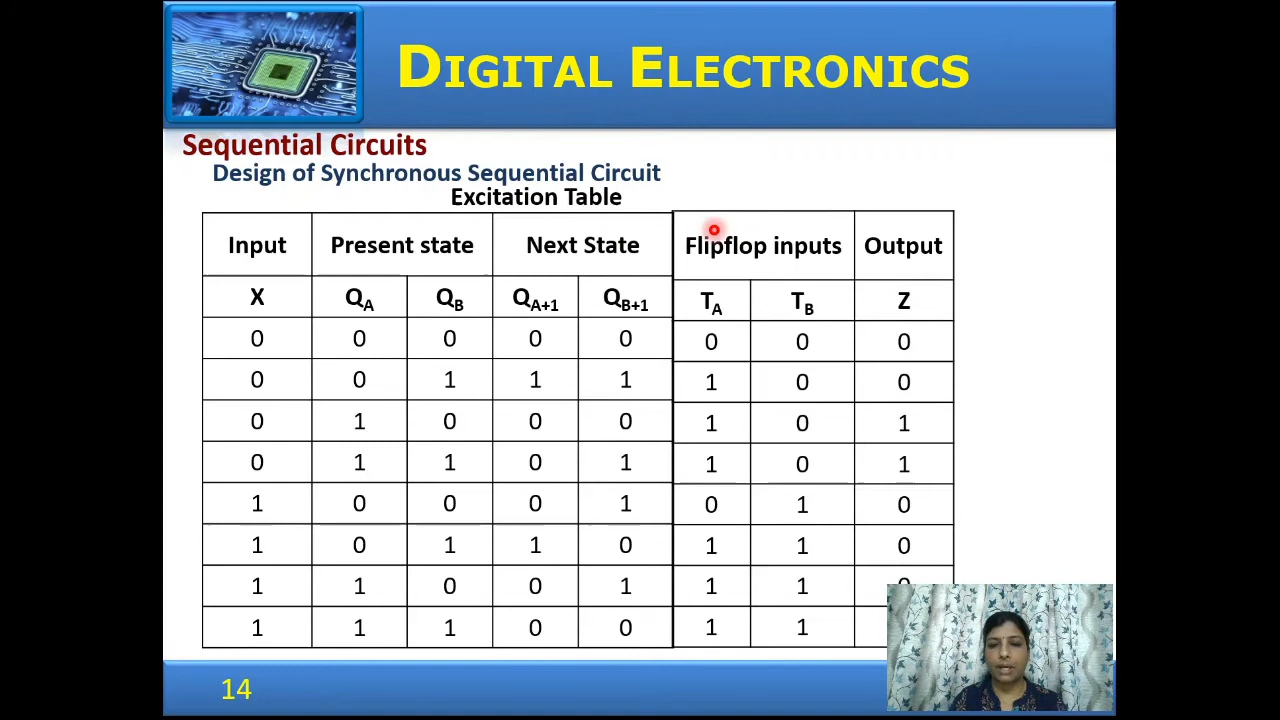 DIGITAL ELECTRONICS
Sequential Circuits
Design of Synchronous Sequential Circuit
Excitation Table
Input Present state Next State Flipflop inputs Output
X QA QB QA+1 QB+1 TA TB Z
0 0 0 0 0 0 0 0
0 0 1 1 1 1 0 0
0 1 0 0 0 1 0 1
0 1 1 0 1 1 0 1
1 0 0 0 1 0 1 0
1 0 1 1 0 1 1 0
1 1 0 0 1 1 1
1 1 1 0 0 1 1
14